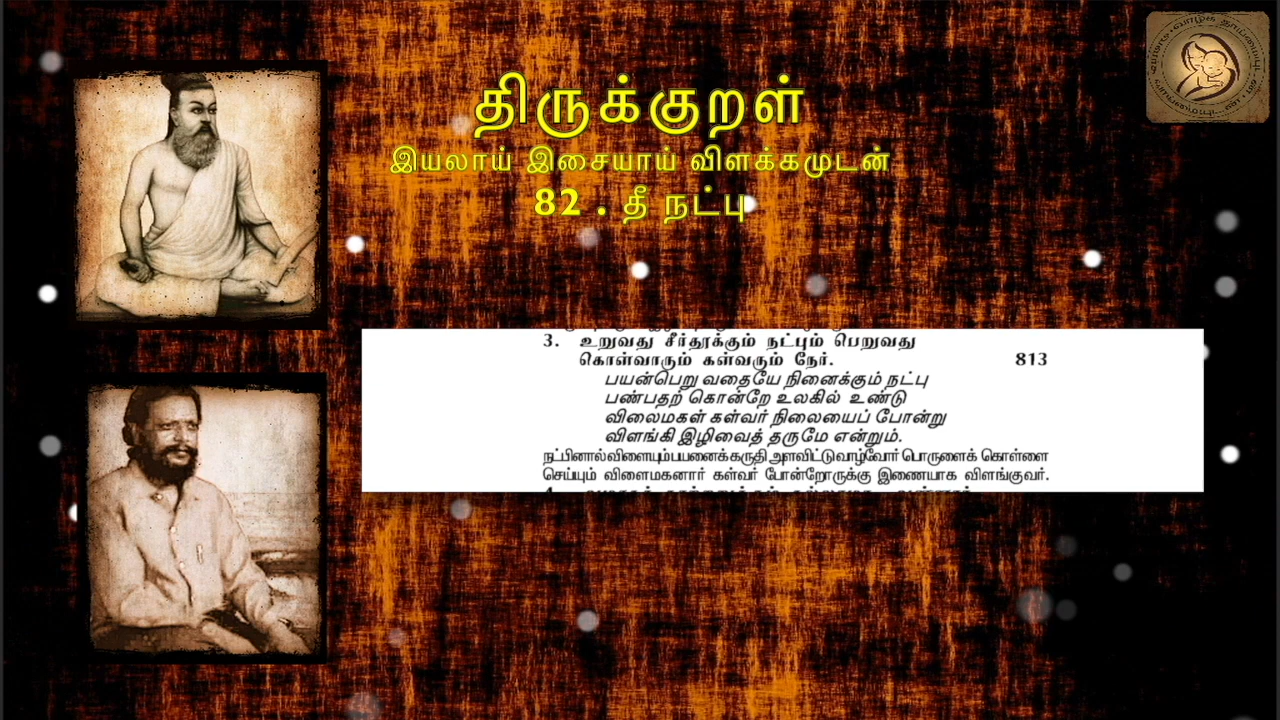 திருக்குறள்
இயலாய் இசையாய் விளக்கமுடன்
82 . தீ நட்பு
3. உறுவது சீர்தூக்கும் நட்பும் பெறுவது
கொள்வாரும் கள்வரும் நேர். 813
பயன்பெறு வதையே நினைக்கும் நட்பு
பண்பதற் கொன்றே உலகில் உண்டு
விலைமகள் கள்வர் நிலையைப் போன்று
விளங்கி இழிவைத் தருமே என்றும்.
நட்பினால் விளையும் பயனைக் கருதி அளவிட்டு வாழ்வோர் பொருளைக் கொள்ளை
செய்யும் விளைமகனார் கள்வர் போன்றோருக்கு இணையாக விளங்குவர்.